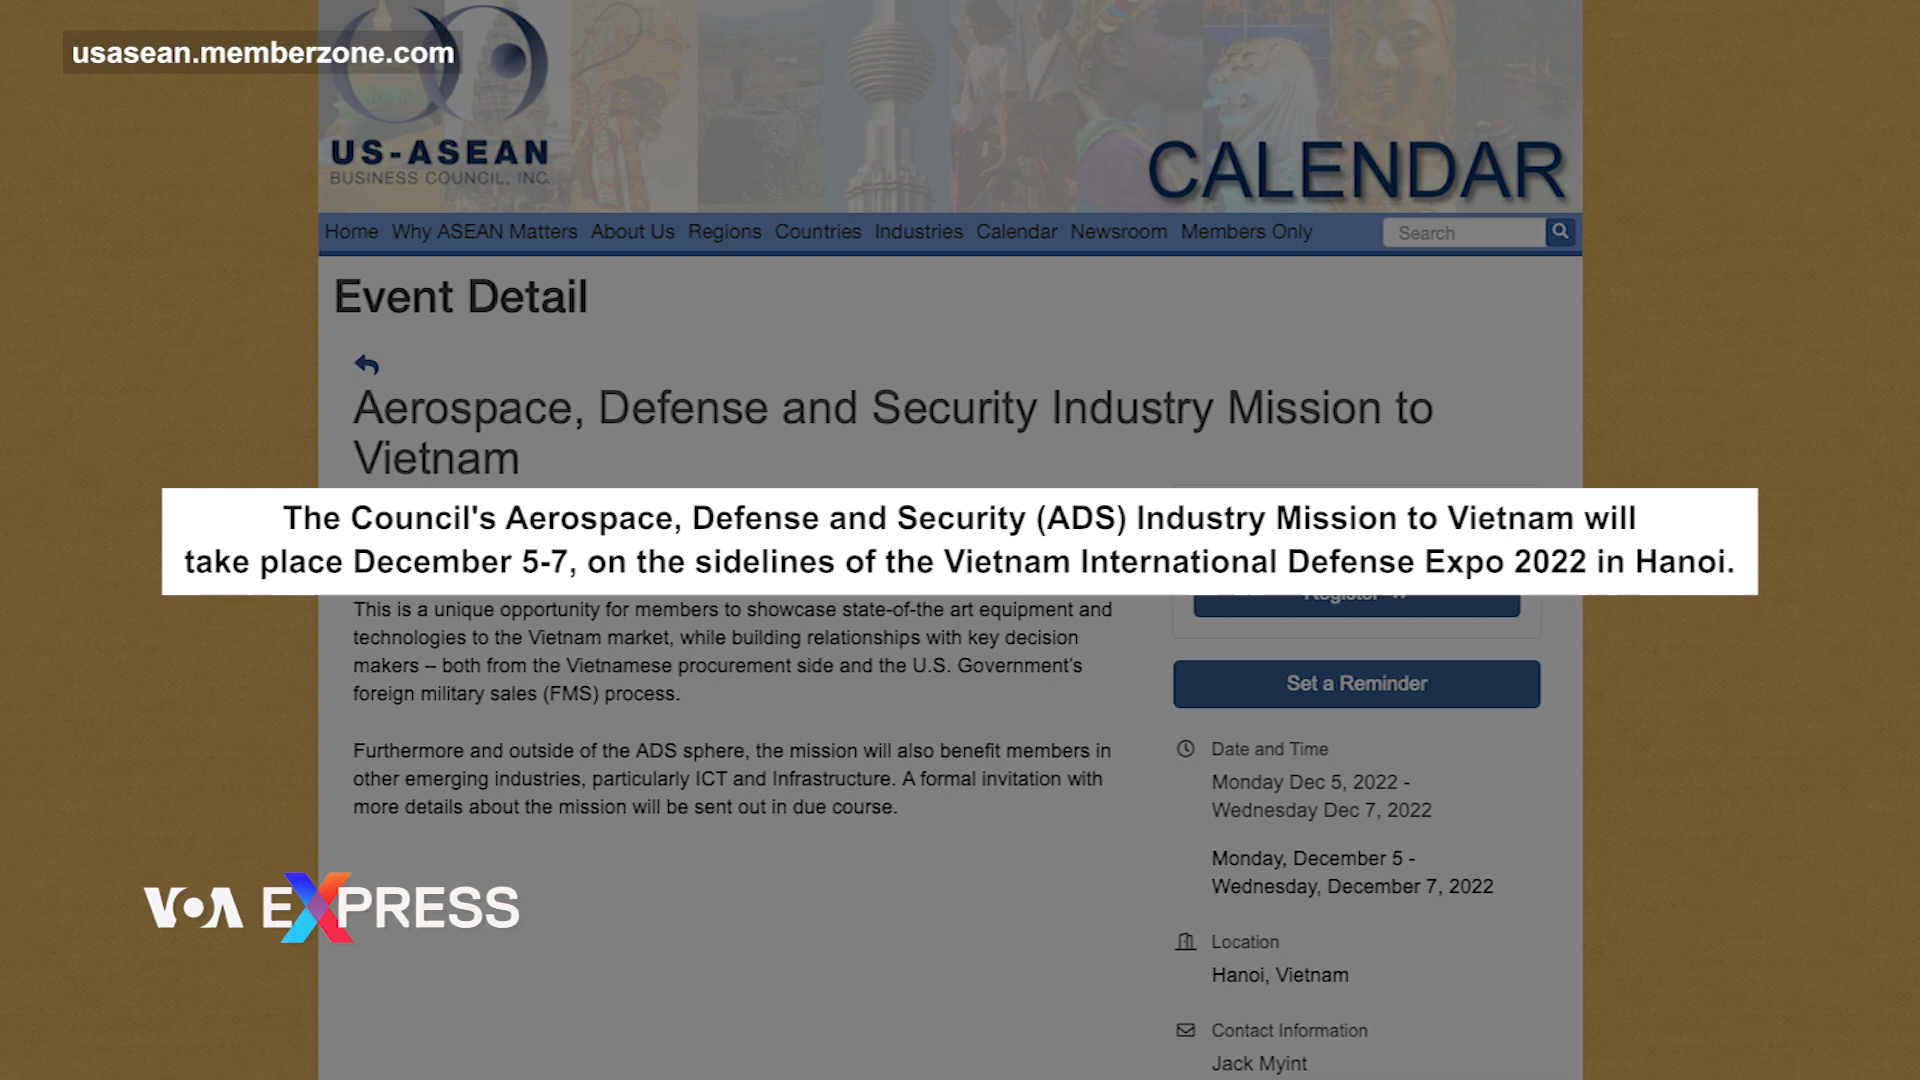 usasean.memberzone.com
US-ASEAN
BUSINESS COUNCIL, INC.
CALENDAR
Home Why ASEAN Matters About Us Regions Countries Industries Calendar Newsroom Members Only
Search
Event Detail
Aerospace, Defense and Security Industry Mission to
Vietnam
The Council's Aerospace, Defense and Security (ADS) Industry Mission to Vietnam will
take place December 5-7, on the sidelines of the Vietnam International Defense Expo 2022 in Hanoi.
This is a unique opportunity for members to showcase state-of-the art equipment and
technologies to the Vietnam market, while building relationships with key decision
makers – both from the Vietnamese procurement side and the U.S. Government's
foreign military sales (FMS) process.
Furthermore and outside of the ADS sphere, the mission will also benefit members in
other emerging industries, particularly ICT and Infrastructure. A formal invitation with
more details about the mission will be sent out in due course.
Register
Set a Reminder
Date and Time
Monday Dec 5, 2022 -
Wednesday Dec 7, 2022
Monday, December 5 -
Wednesday, December 7, 2022
Location
Hanoi, Vietnam
Contact Information
Jack Myint
VOA EXPRESS